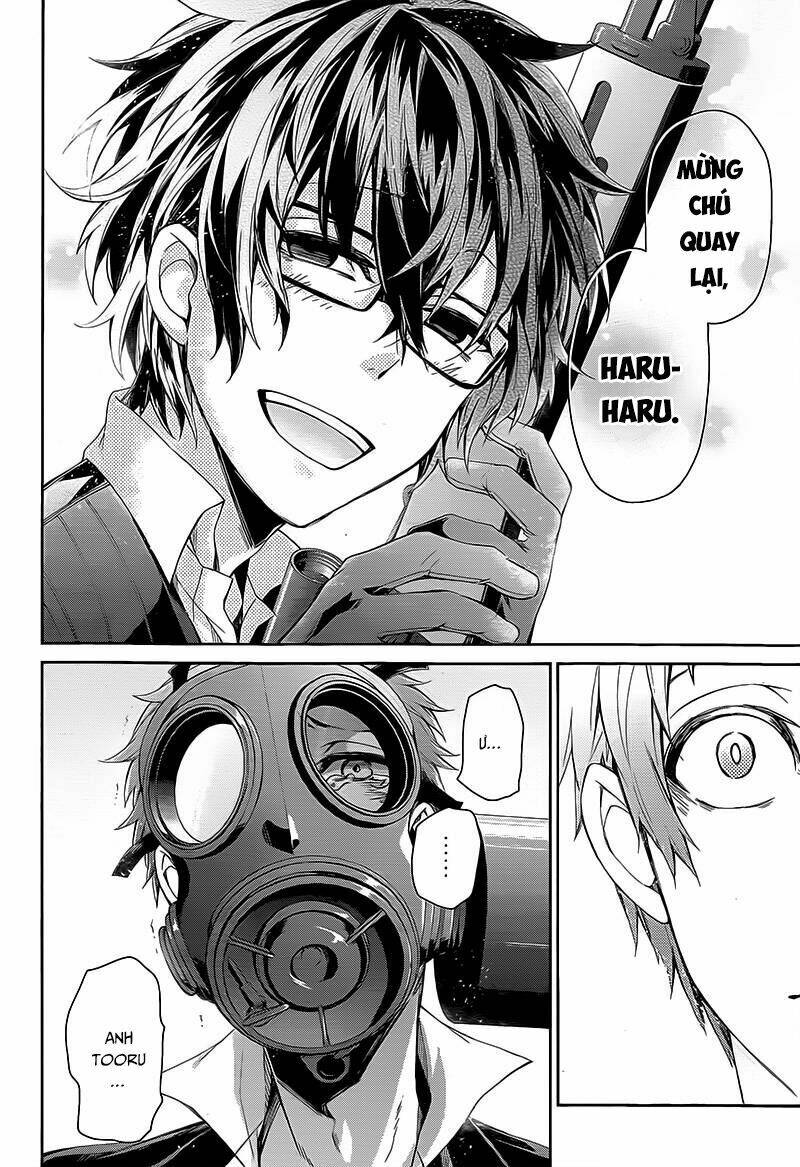 MỪNG
CHÚ
QUAY
LẠI,
HARU-
HARU.
Ư...
......
ANH
TOORU
...